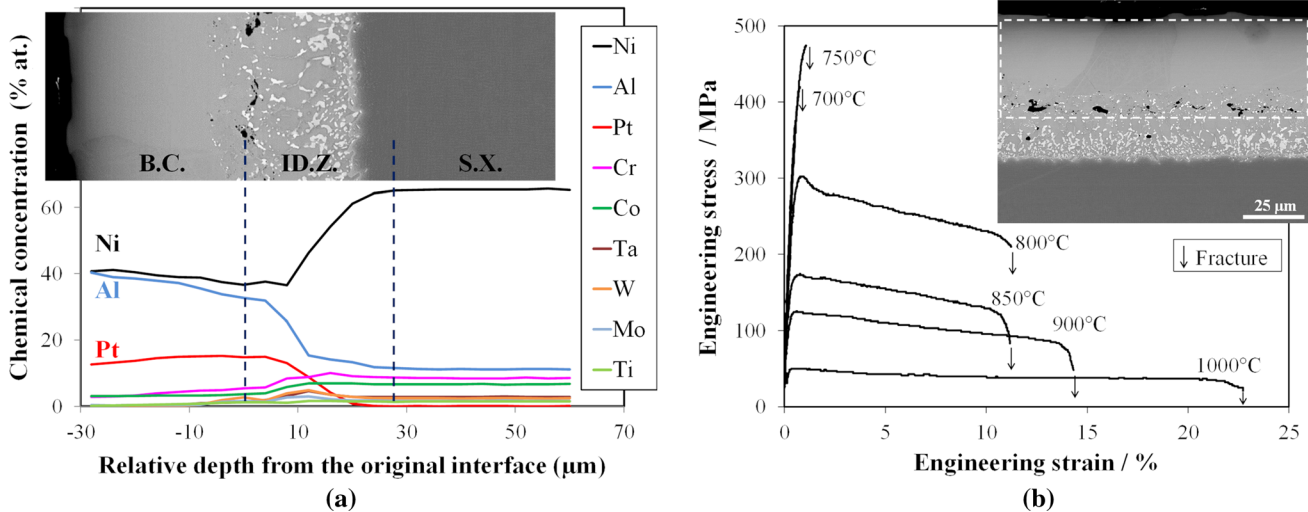 (a)
Chemical concentration (% at.)
60
40
20
0
-30
-10
10
30
50
70
Relative depth from the original interface (μm)
B.C.
ID.Z.
S.X.
Ni
Al
Pt
Ni
Al
Pt
Cr
Co
Ta
W
Mo
Ti
(a)
Engineering stress / MPa
500
400
300
200
100
0
0
5
10
15
20
25
Engineering strain / %
750°C
700°C
800°C
850°C
900°C
1000°C
25 μm
↓ Fracture
(b)